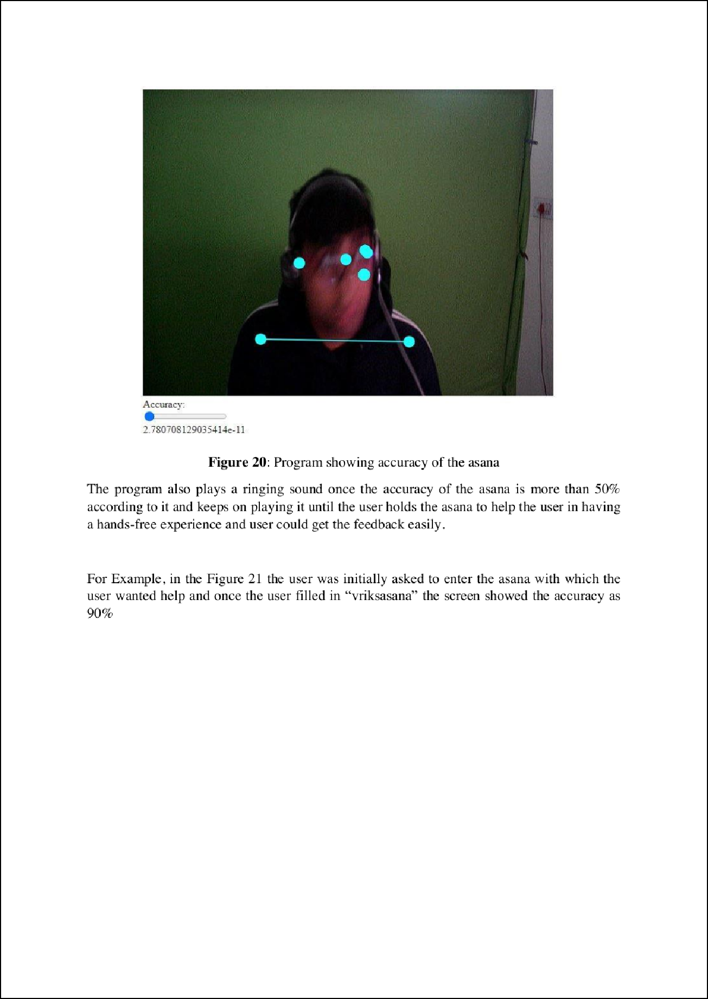 Accuracy:
2.780708129035414e-11
Figure 20: Program showing accuracy of the asana
The program also plays a ringing sound once the accuracy of the asana is more than 50%
according to it and keeps on playing it until the user holds the asana to help the user in having
a hands-free experience and user could get the feedback easily.
For Example, in the Figure 21 the user was initially asked to enter the asana with which the
user wanted help and once the user filled in “vriksasana” the screen showed the accuracy as
90%